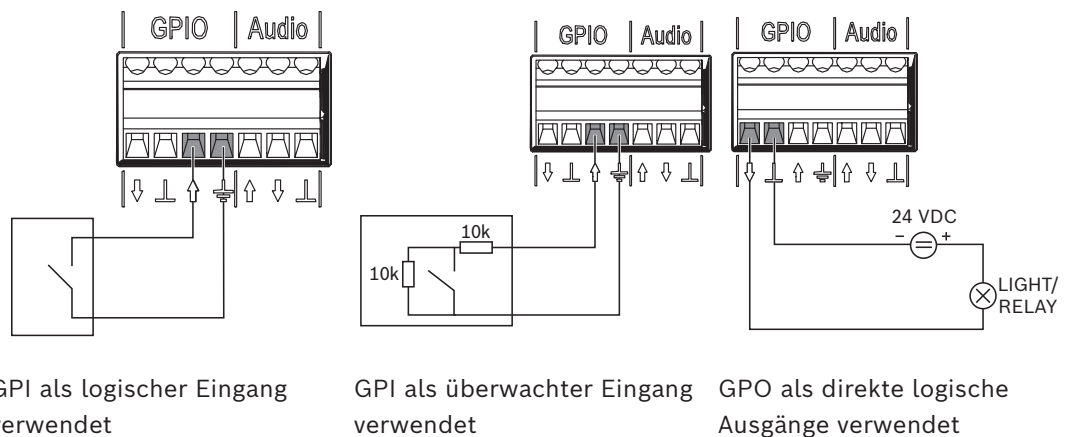 GPIO Audio
GPIO Audio
GPIO Audio
10k
10k
24 VDC
- +
LIGHT/
RELAY
GPI als logischer Eingang
verwendet
GPI als überwachter Eingang
verwendet
GPO als direkte logische
Ausgänge verwendet